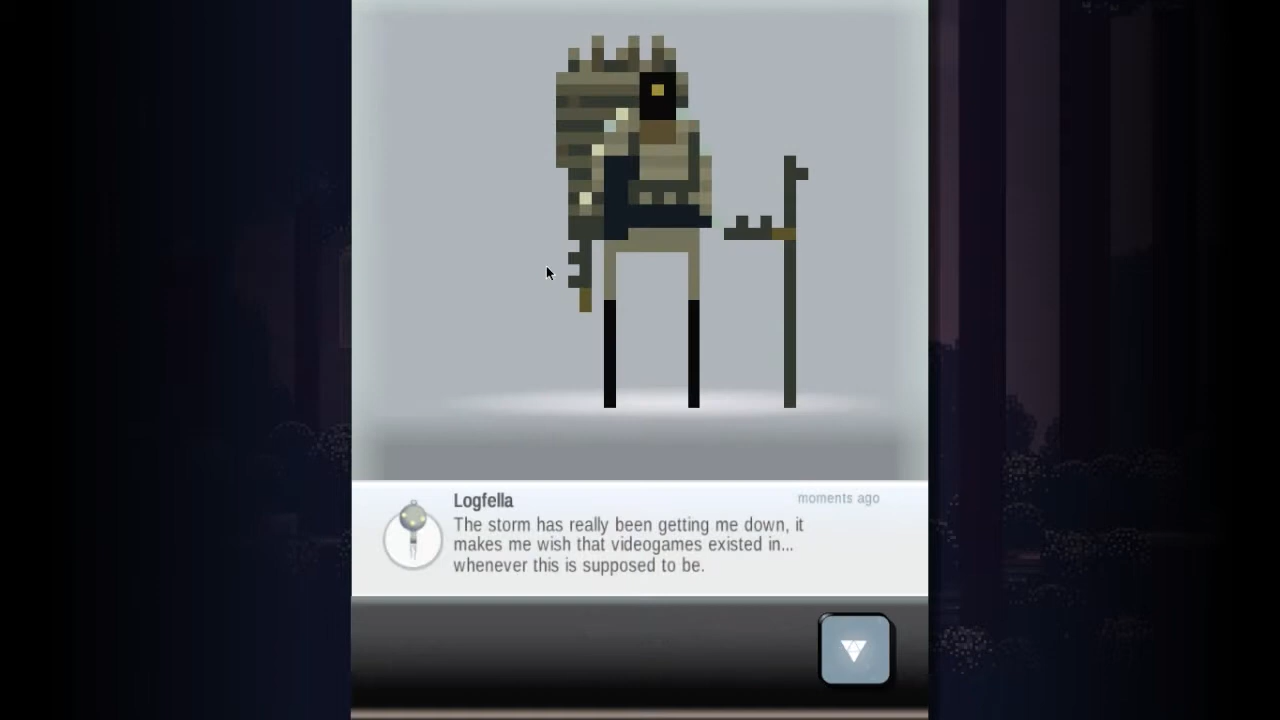 Logfella
moments ago
The storm has really been getting me down, it
makes me wish that videogames existed in...
whenever this is supposed to be.